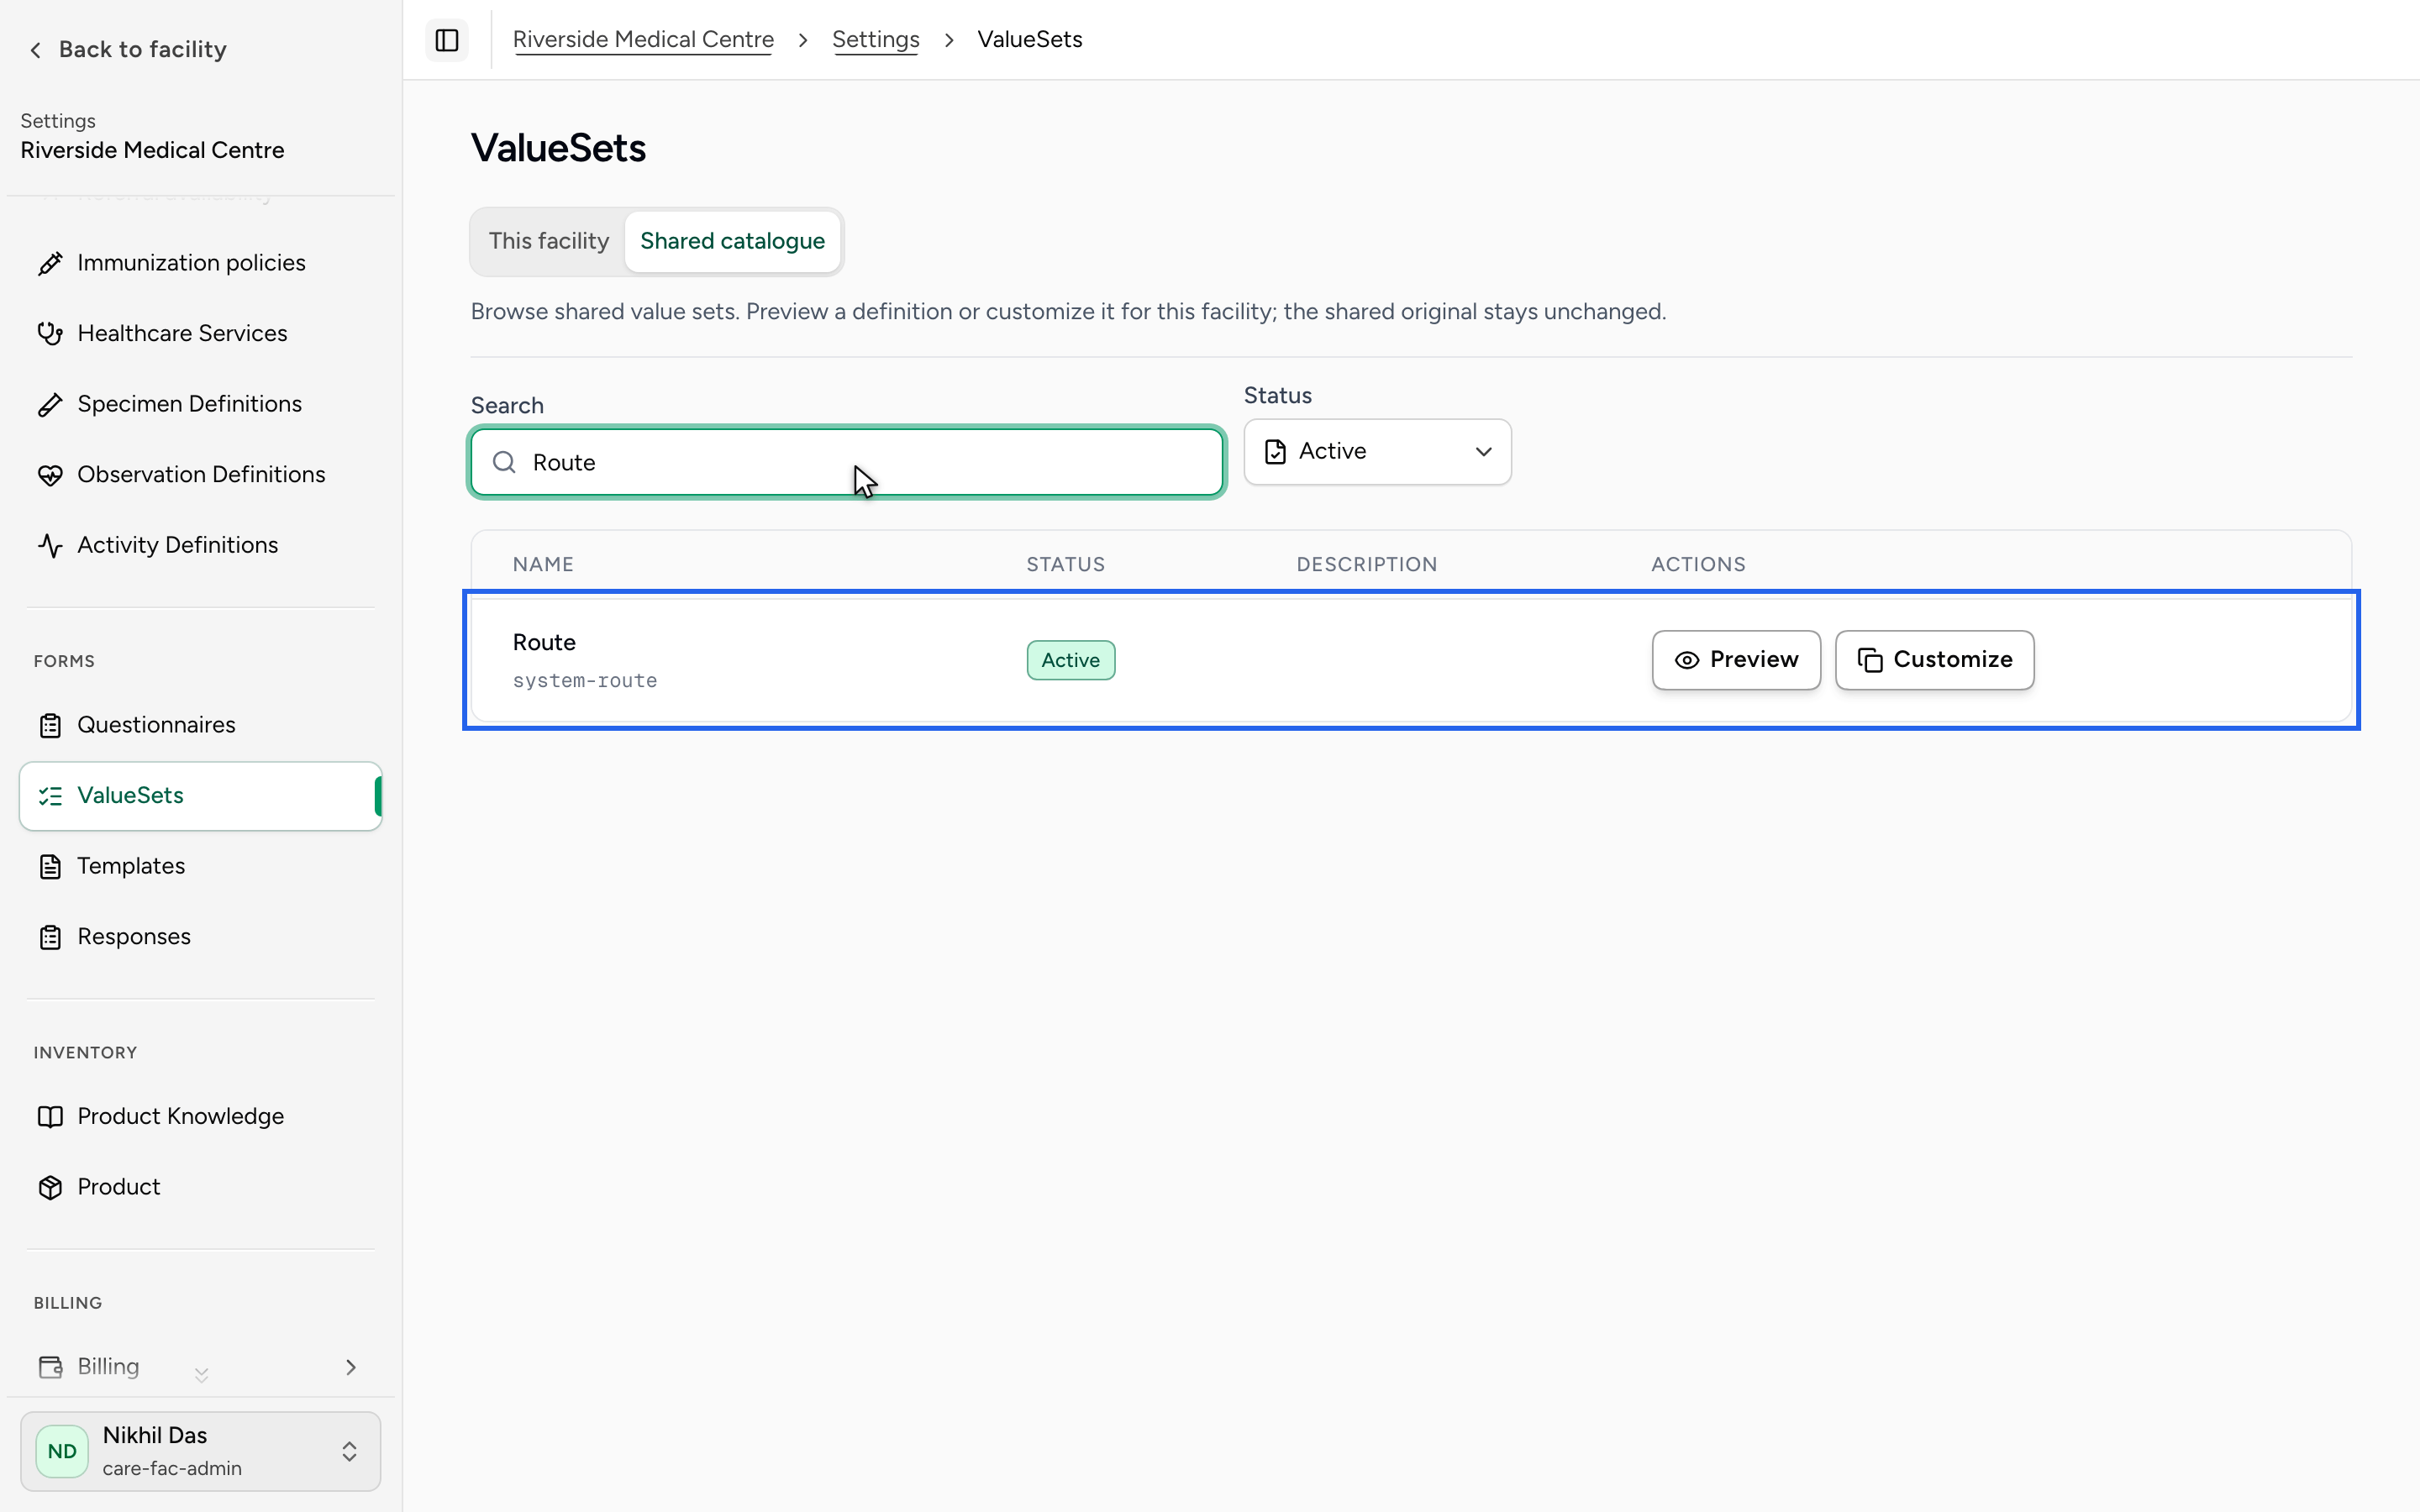 Back to facility
Settings
Riverside Medical Centre
Immunization policies
Healthcare Services
Specimen Definitions
Observation Definitions
Activity Definitions
FORMS
Questionnaires
ValueSets
Templates
Responses
INVENTORY
Product Knowledge
Product
BILLING
Billing
ND
Nikhil Das
care-fac-admin
Riverside Medical Centre > Settings > ValueSets
ValueSets
This facility Shared catalogue
Browse shared value sets. Preview a definition or customize it for this facility; the shared original stays unchanged.
Search
Route
Status
Active
NAME STATUS DESCRIPTION ACTIONS
Route
system-route
Active
Preview Customize